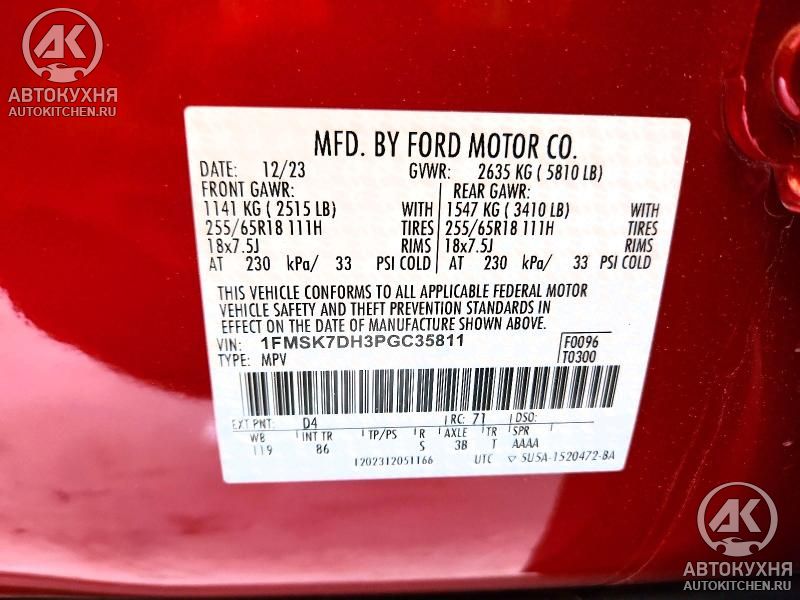 AK
АВТОКУХНЯ
AUTOKITCHEN.RU
MFD. BY FORD MOTOR CO.
DATE: 12/23 GVWR: 2635 KG ( 5810 LB)
FRONT GAWR: REAR GAWR:
1141 KG ( 2515 LB) WITH 1547 KG ( 3410 LB) WITH
255/65R18 111H TIRES 255/65R18 111H TIRES
18x7.5J RIMS 18x7.5J RIMS
AT 230 kPa/ 33 PSI COLD AT 230 kPa/ 33 PSI COLD
THIS VEHICLE CONFORMS TO ALL APPLICABLE FEDERAL MOTOR
VEHICLE SAFETY AND THEFT PREVENTION STANDARDS IN
EFFECT ON THE DATE OF MANUFACTURE SHOWN ABOVE.
VIN: 1FMSK7DH3PGC35811 F0096
TYPE: MPV T0300
EXT PNT: D4 RC: 71 DSO:
WB INT TR TP/PS R AXLE TR SPR
119 86 S 3B T AAAA
1202312051166 UTC ▽ 5U5A-1520472-BA
AK
АВТОКУХНЯ
AUTOKITCHEN.RU